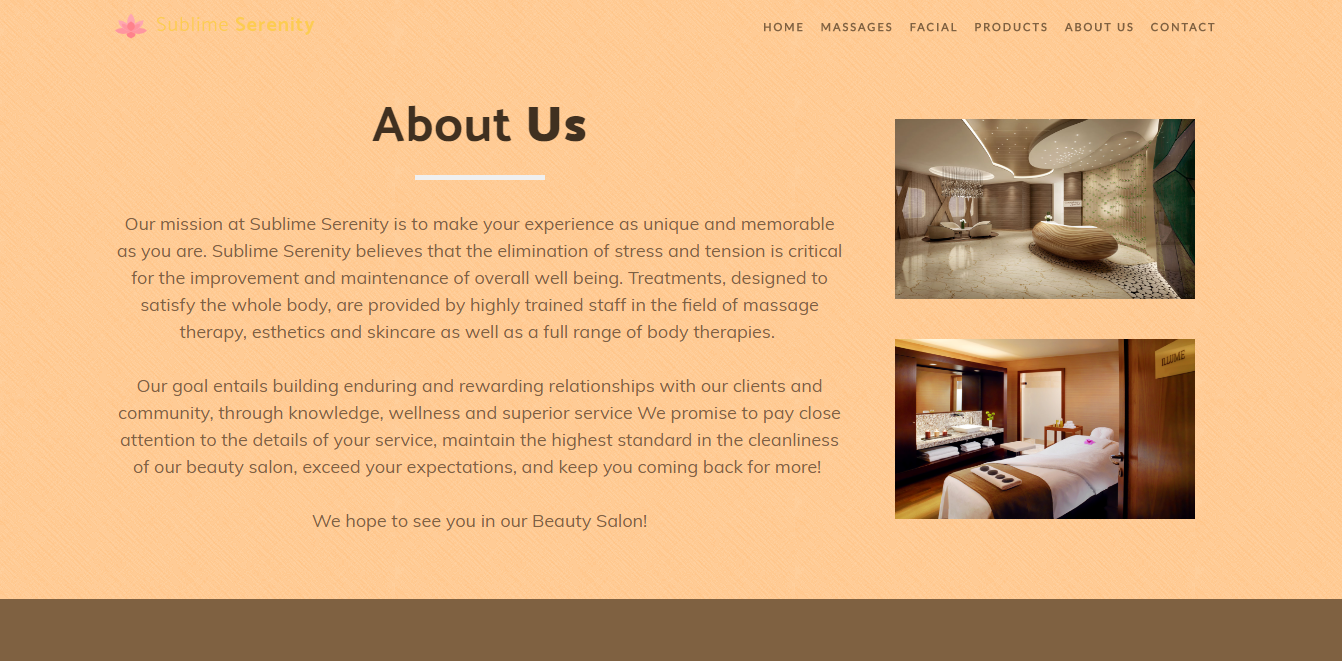 Sublime Serenity
HOME MASSAGES FACIAL PRODUCTS ABOUT US CONTACT
About Us
Our mission at Sublime Serenity is to make your experience as unique and memorable
as you are. Sublime Serenity believes that the elimination of stress and tension is critical
for the improvement and maintenance of overall well being. Treatments, designed to
satisfy the whole body, are provided by highly trained staff in the field of massage
therapy, esthetics and skincare as well as a full range of body therapies.
Our goal entails building enduring and rewarding relationships with our clients and
community, through knowledge, wellness and superior service We promise to pay close
attention to the details of your service, maintain the highest standard in the cleanliness
of our beauty salon, exceed your expectations, and keep you coming back for more!
We hope to see you in our Beauty Salon!
ILLUME